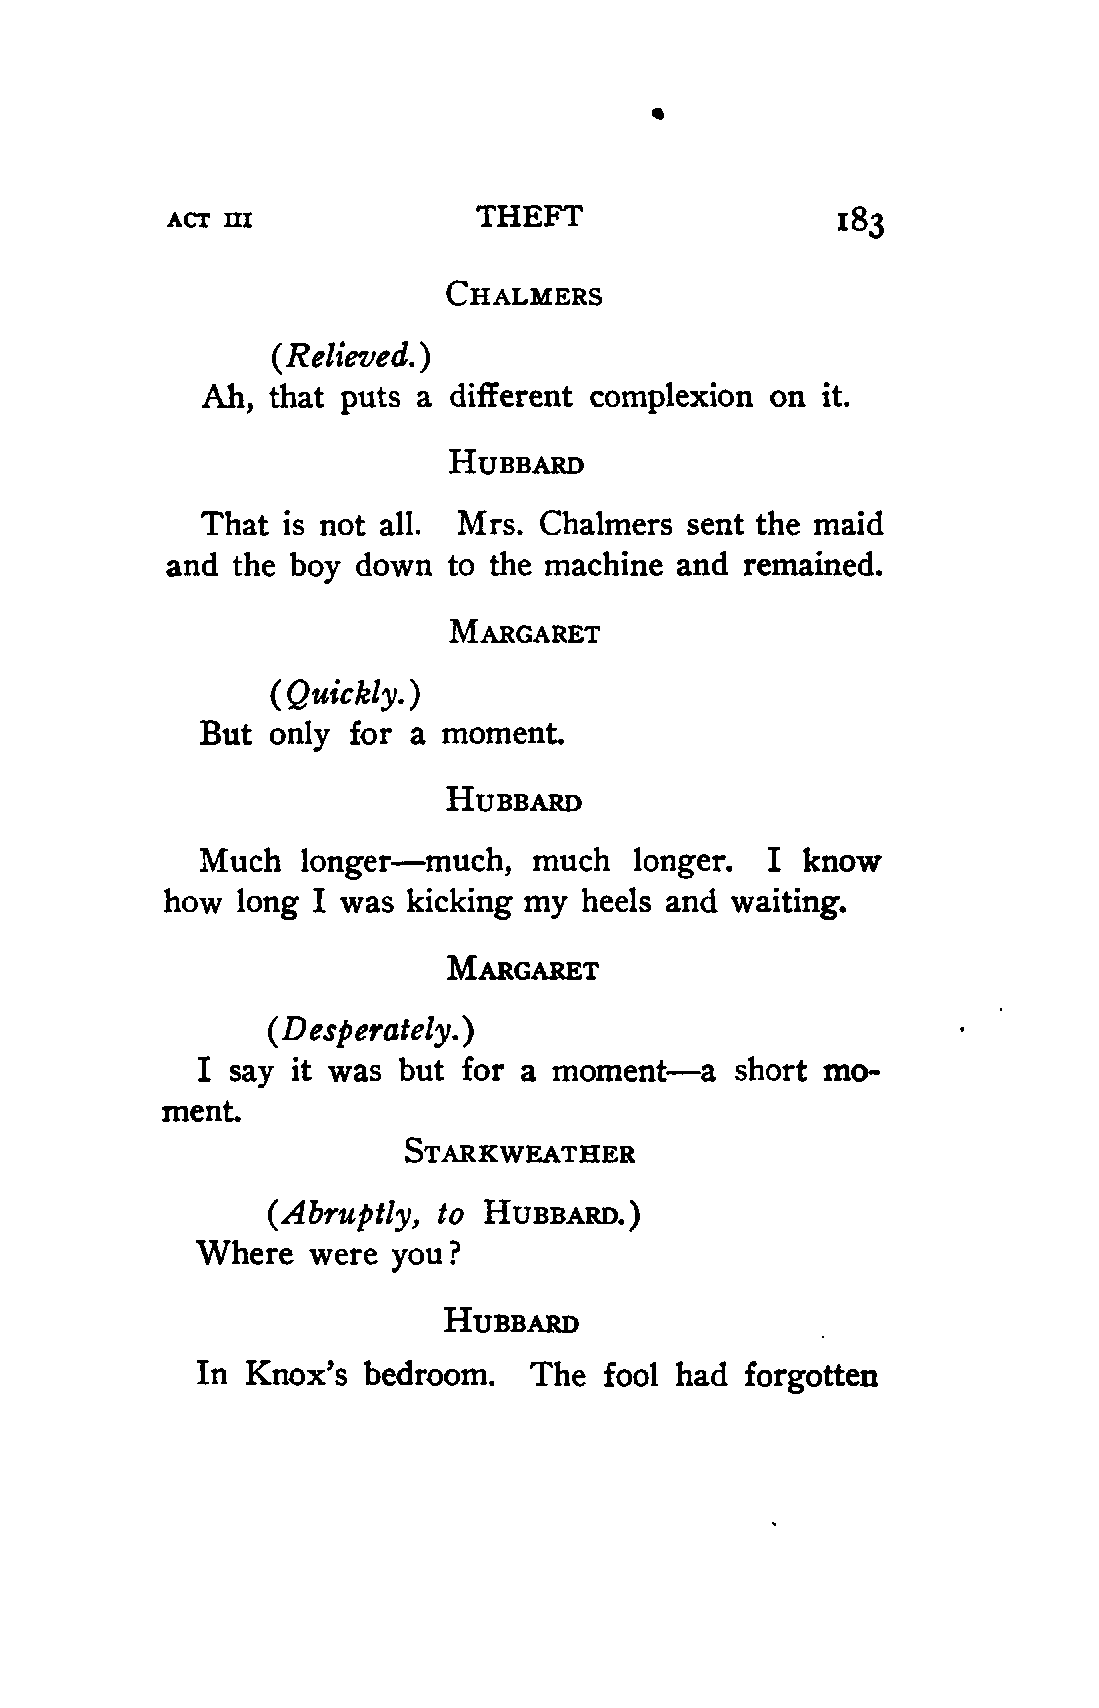 ACT III THEFT 183
CHALMERS
(Relieved.)
Ah, that puts a different complexion on it.
HUBBARD
That is not all. Mrs. Chalmers sent the maid
and the boy down to the machine and remained.
MARGARET
(Quickly.)
But only for a moment.
HUBBARD
Much longer—much, much longer. I know
how long I was kicking my heels and waiting.
MARGARET
(Desperately.)
I say it was but for a moment—a short mo-
ment.
STARKWEATHER
(Abruptly, to HUBBARD.)
Where were you?
HUBBARD
In Knox's bedroom. The fool had forgotten